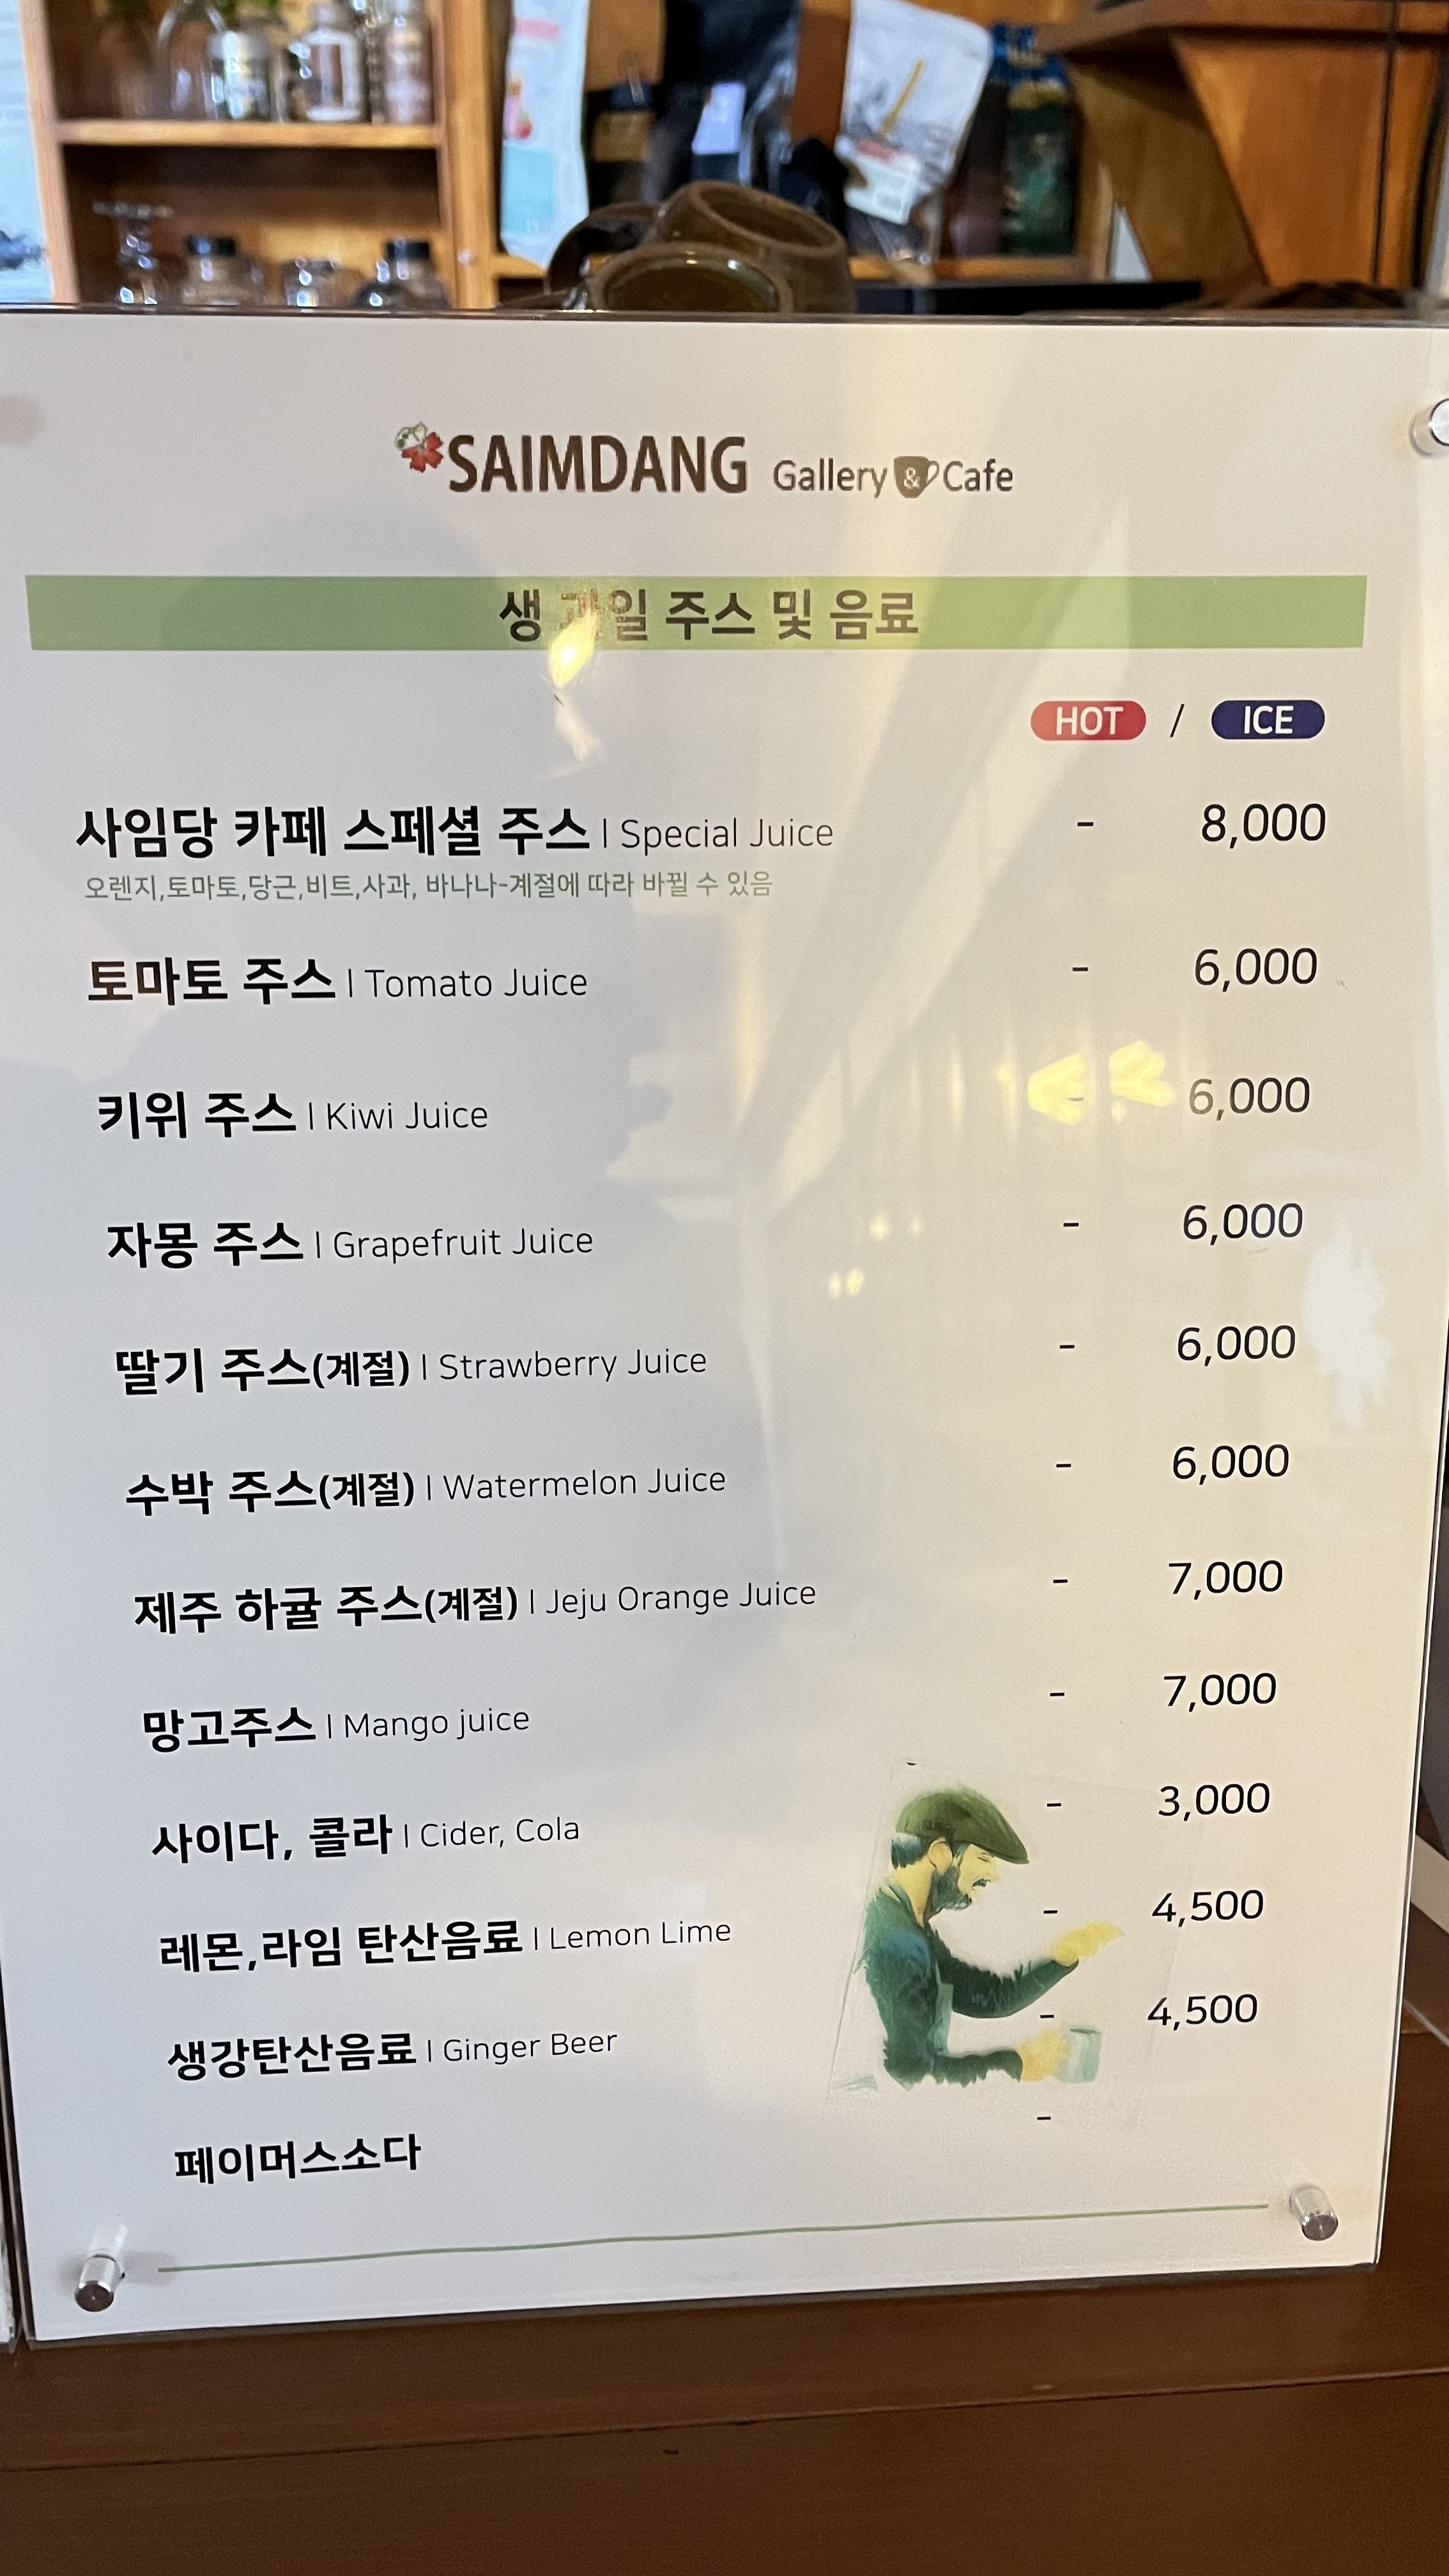 SAIMDANG Gallery & Cafe
생 과일 주스 및 음료
HOT / ICE
사임당 카페 스페셜 주스 | Special Juice - 8,000
오렌지,토마토,당근,비트,사과, 바나나-계절에 따라 바뀔 수 있음
토마토 주스 | Tomato Juice - 6,000
키위 주스 | Kiwi Juice - 6,000
자몽 주스 | Grapefruit Juice - 6,000
딸기 주스(계절) | Strawberry Juice - 6,000
수박 주스(계절) | Watermelon Juice - 6,000
제주 하귤 주스(계절) | Jeju Orange Juice - 7,000
망고주스 | Mango juice - 7,000
사이다, 콜라 | Cider, Cola - 3,000
레몬,라임 탄산음료 | Lemon Lime - 4,500
생강탄산음료 | Ginger Beer - 4,500
페이머스소다 -